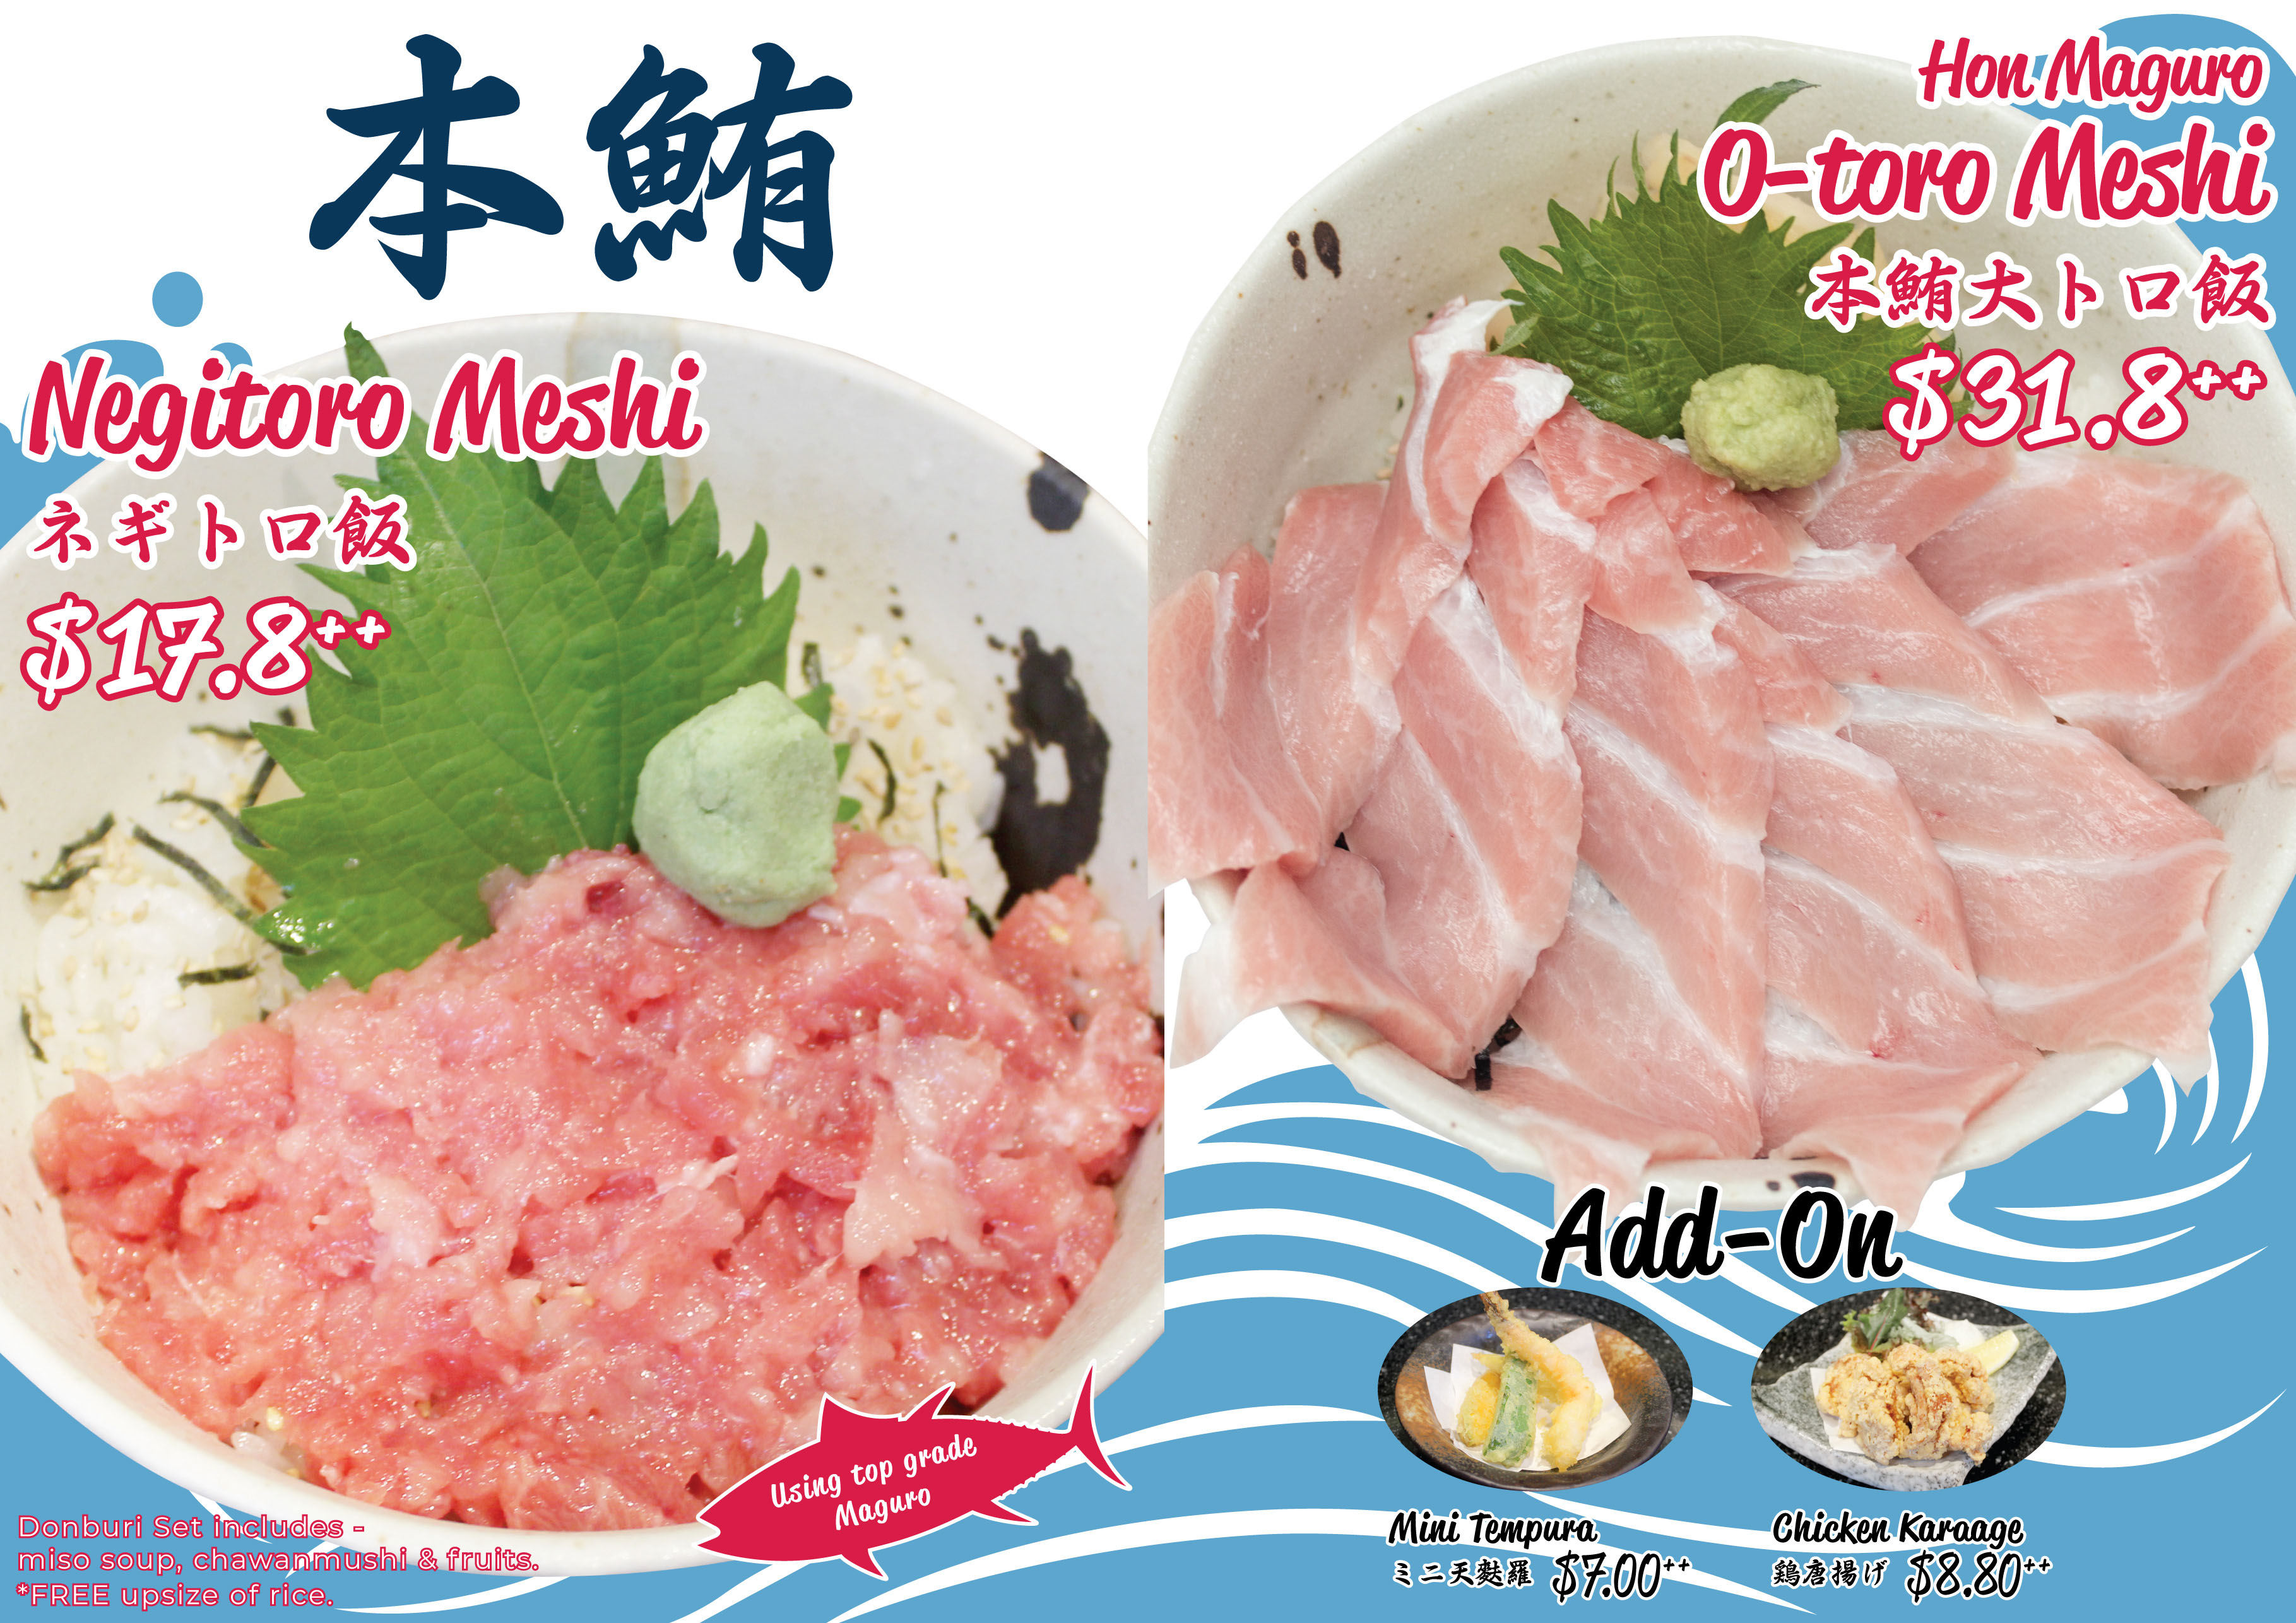 本鮪
Negitoro Meshi
ネギトロ飯
$17.8++
Hon Maguro
O-toro Meshi
本鮪大トロ飯
$31.8++
Using top grade
Maguro
Donburi Set includes -
miso soup, chawanmushi & fruits.
*FREE upsize of rice.
Add-On
Mini Tempura
ミニ天麩羅 $7.00++
Chicken Karaage
鶏唐揚げ $8.80++